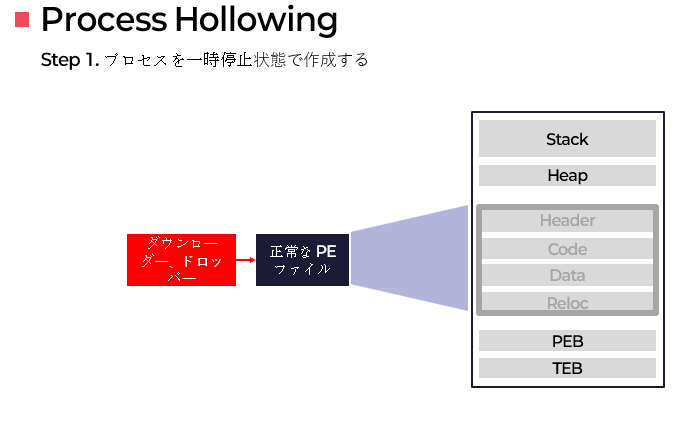 Process Hollowing
Step 1. プロセスを一時停止状態で作成する
Stack
Heap
Header
Code
Data
Reloc
PEB
TEB
ダウンロー
ダー、ドロッ
パー
正常な PE
ファイル